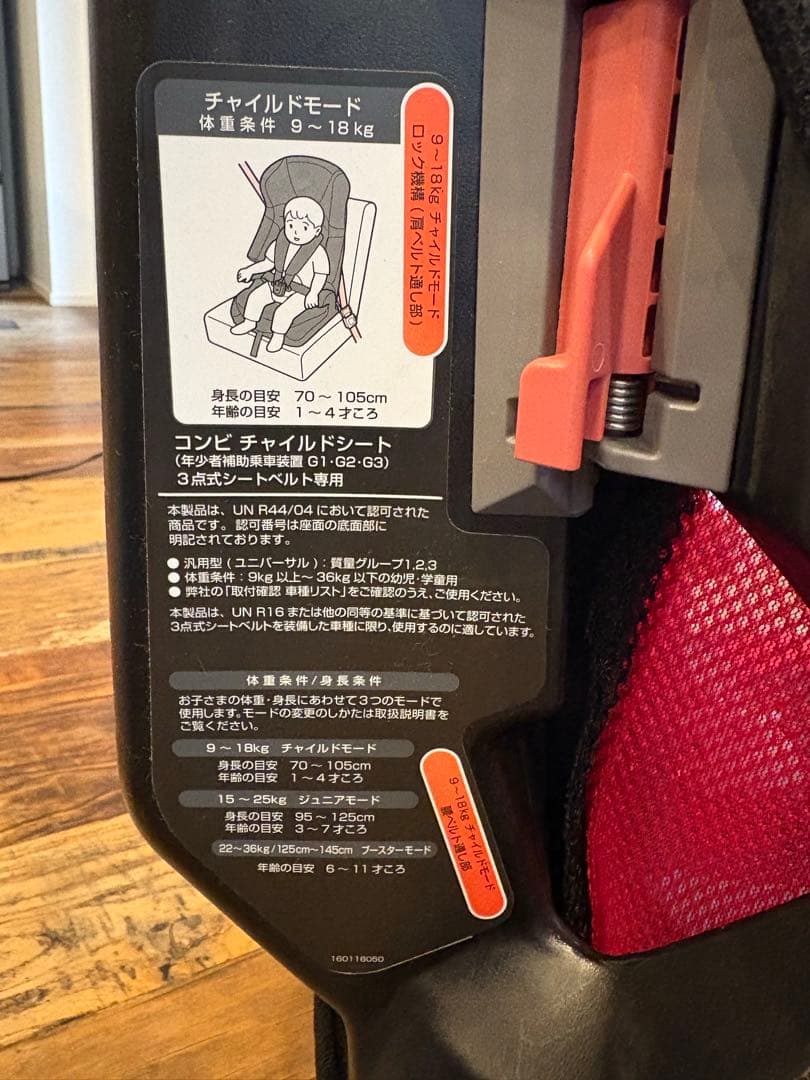 チャイルドモード
体重条件 9～18kg
9～18kg チャイルドモード
ロック機構(肩ベルト通し部)
身長の目安 70～105cm
年齢の目安 1～4才ころ
コンビ チャイルドシート
(年少者補助乗車装置 G1・G2・G3)
3点式シートベルト専用
本製品は、UN R44/04 において認可された
商品です。認可番号は座面の底面部に
明記されております。
● 汎用型(ユニバーサル):質量グループ1,2,3
● 体重条件:9kg以上～36kg以下の幼児・学童用
● 弊社の「取付確認 車種リスト」をご確認のうえ、ご使用ください。
本製品は、UN R16 または他の同等の基準に基づいて認可された
3点式シートベルトを装備した車種に限り、使用するのに適しています。
体重条件/身長条件
お子さまの体重・身長にあわせて3つのモードで
使用します。モードの変更のしかたは取扱説明書を
ご覧ください。
9～18kg チャイルドモード
身長の目安 70～105cm
年齢の目安 1～4才ころ
15～25kg ジュニアモード
身長の目安 95～125cm
年齢の目安 3～7才ころ
22～36kg/125cm～145cm ブースターモード
年齢の目安 6～11才ころ
9～18kg チャイルドモード
腰ベルト通し部
160116050